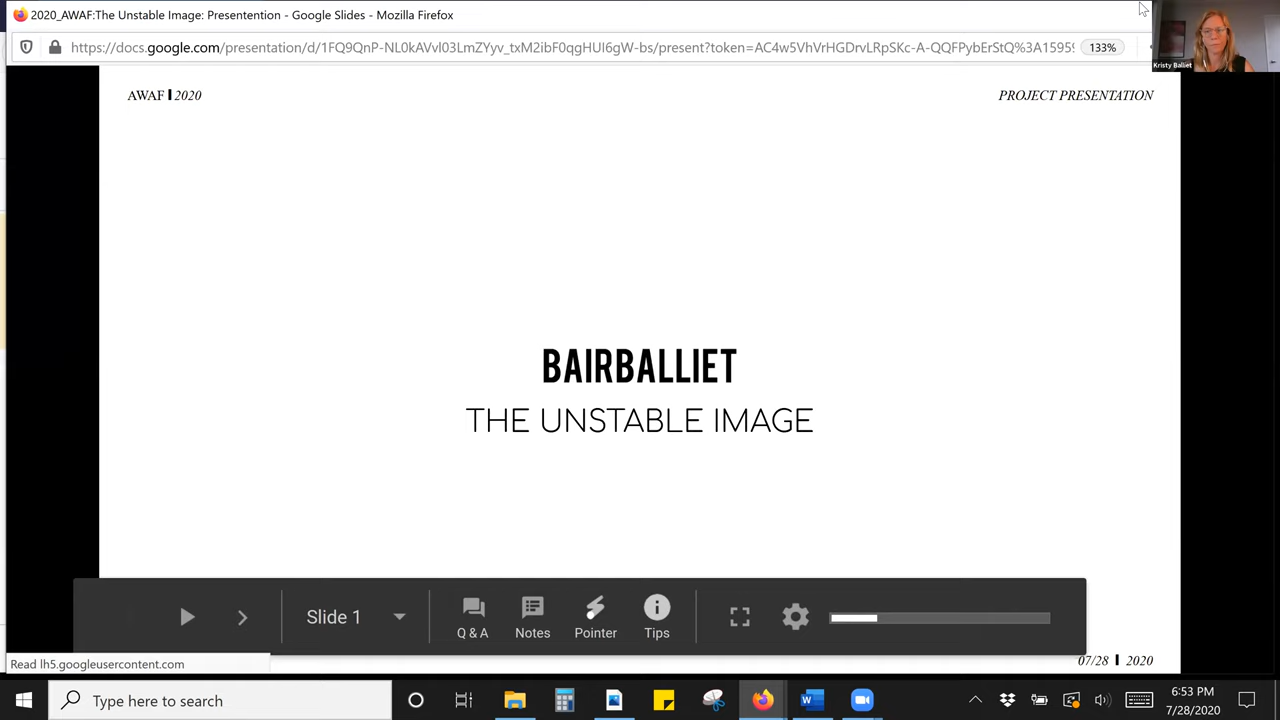 2020_AWAF:The Unstable Image: Presentention - Google Slides - Mozilla Firefox
https://docs.google.com/presentation/d/1FQ9QnP-NL0kAVvl03LmZYyv_txM2ibF0qgHUI6gW-bs/present?token=AC4w5VhVrHGDrvLRpSKc-A-QQFPybErStQ%3A15959
133%
Kristy Balliet
AWAF 2020
PROJECT PRESENTATION
BAIRBALLIET
THE UNSTABLE IMAGE
Slide 1
Q & A
Notes
Pointer
Tips
Read lh5.googleusercontent.com
07/28 2020
Type here to search
6:53 PM
7/28/2020